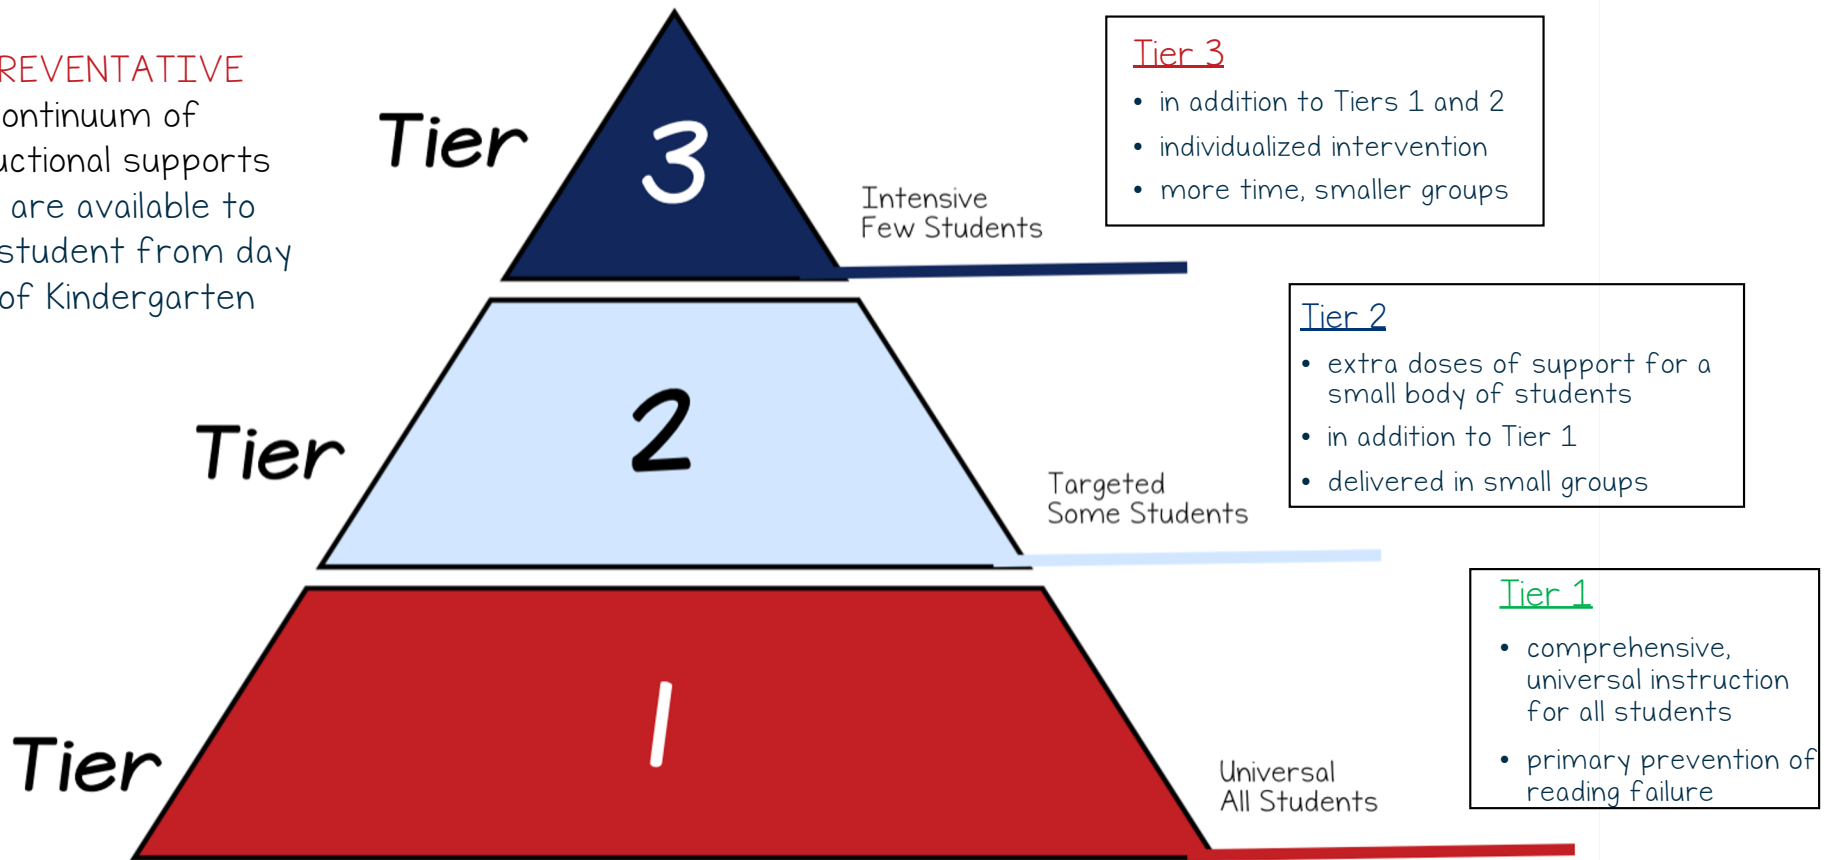 REVENTATIVE
ontinuum of
uctional supports
are available to
student from day
of Kindergarten
Tier
3
Intensive
Few Students
Tier 3
• in addition to Tiers 1 and 2
• individualized intervention
• more time, smaller groups
Tier
2
Targeted
Some Students
Tier 2
• extra doses of support for a
small body of students
• in addition to Tier 1
• delivered in small groups
Tier
1
Universal
All Students
Tier 1
• comprehensive,
universal instruction
for all students
• primary prevention of
reading failure